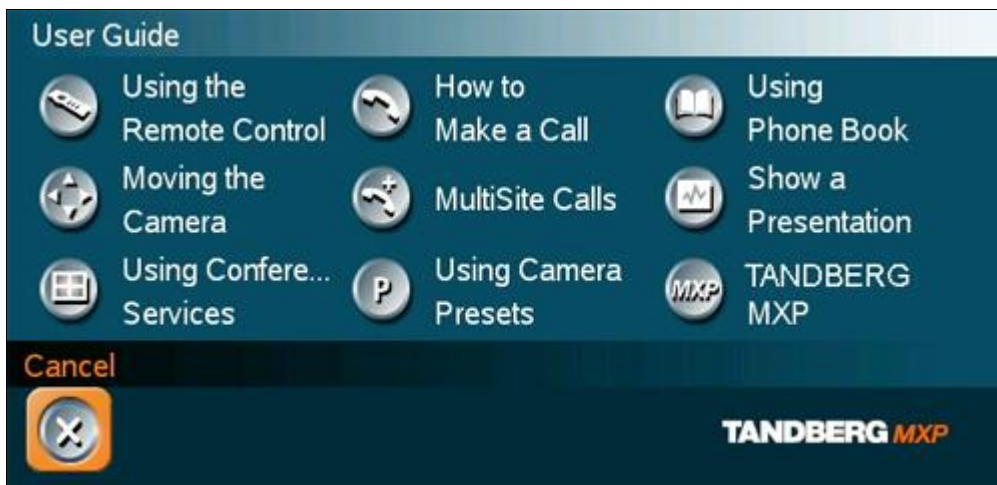 User Guide
Using the
Remote Control
How to
Make a Call
Using
Phone Book
Moving the
Camera
MultiSite Calls
Show a
Presentation
Using Confere...
Services
P
Using Camera
Presets
MXP
TANDBERG
MXP
Cancel
TANDBERG MXP